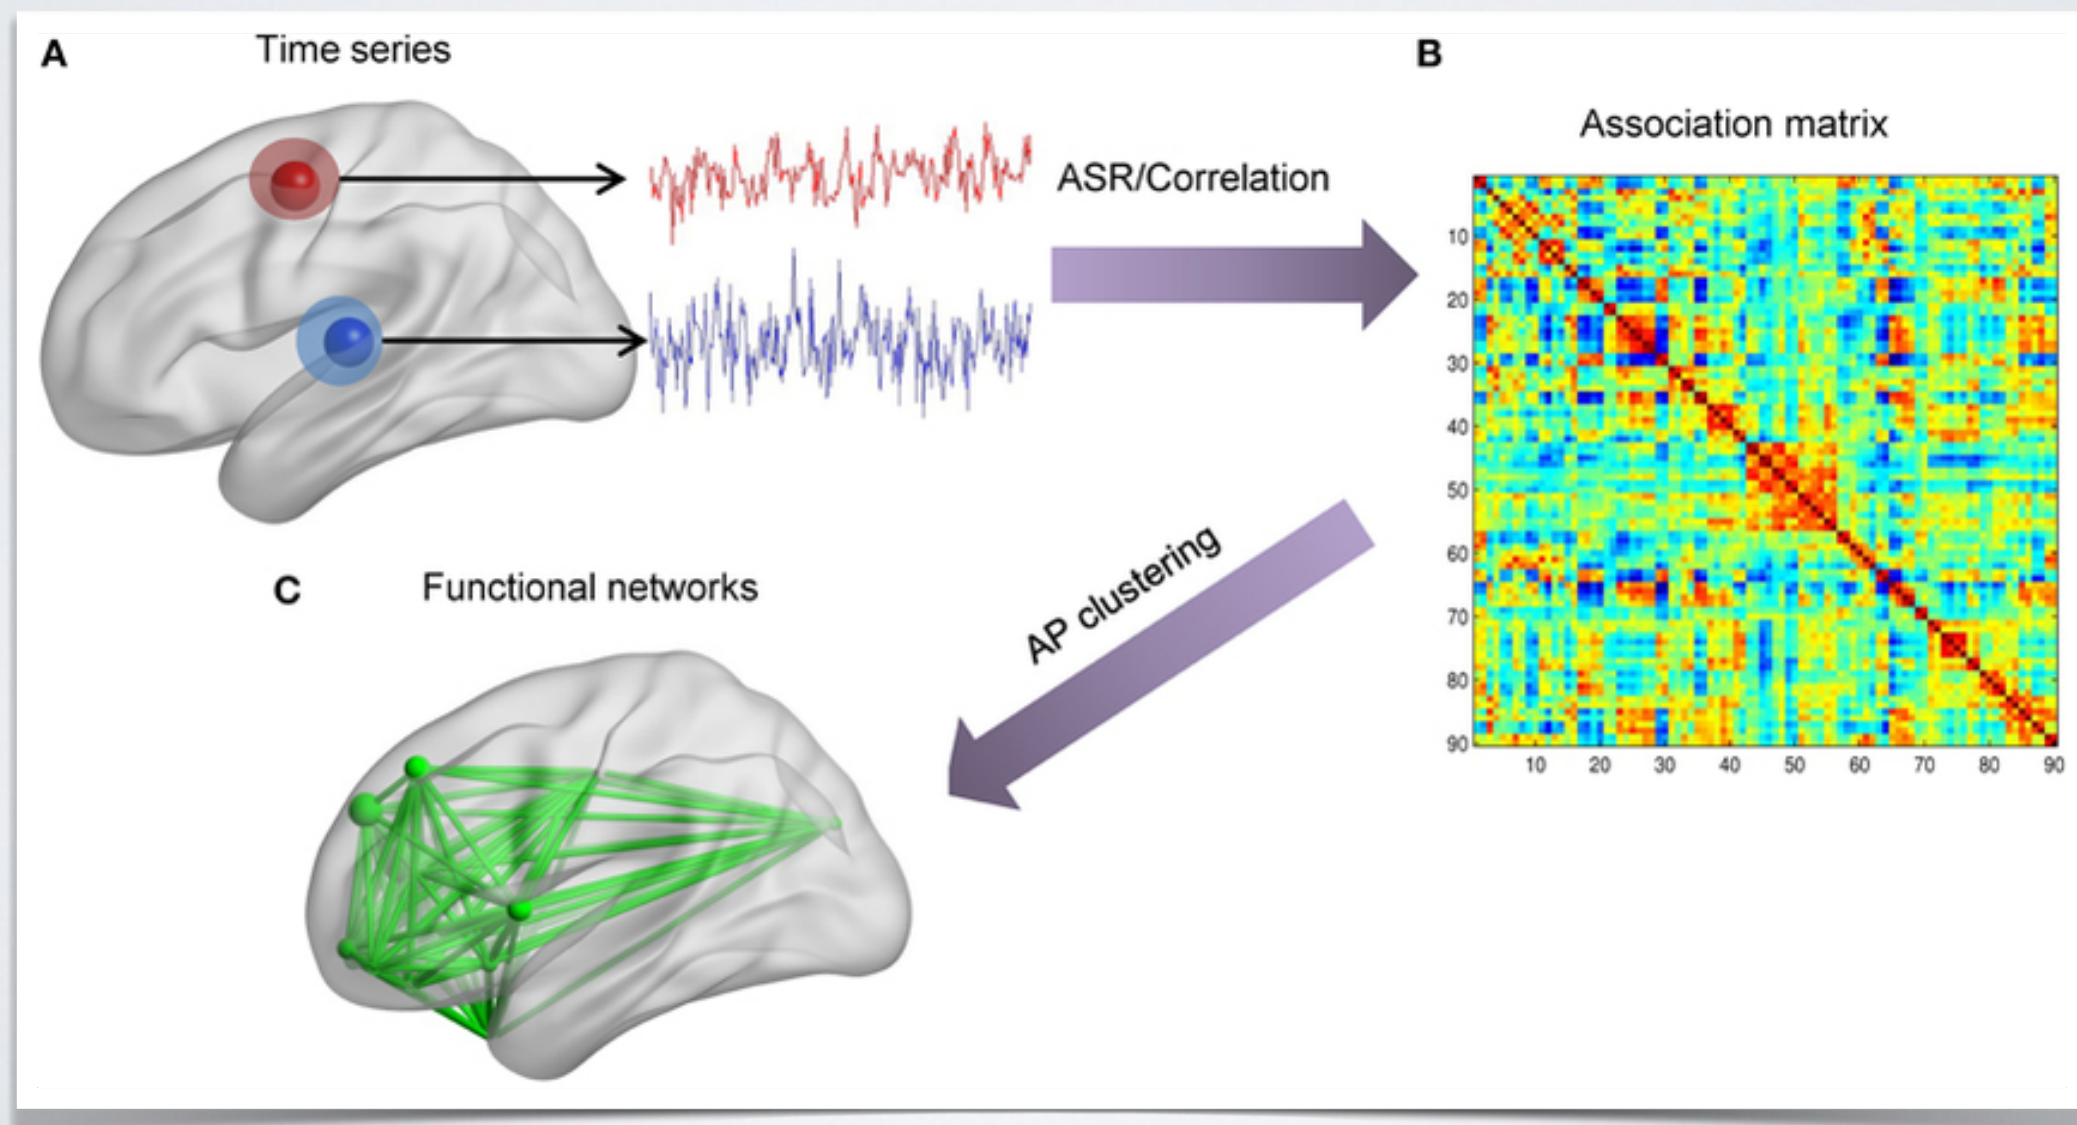 A
Time series
B
Association matrix
ASR/Correlation
10
20
30
40
50
60
70
80
90
10 20 30 40 50 60 70 80 90
AP clustering
C
Functional networks